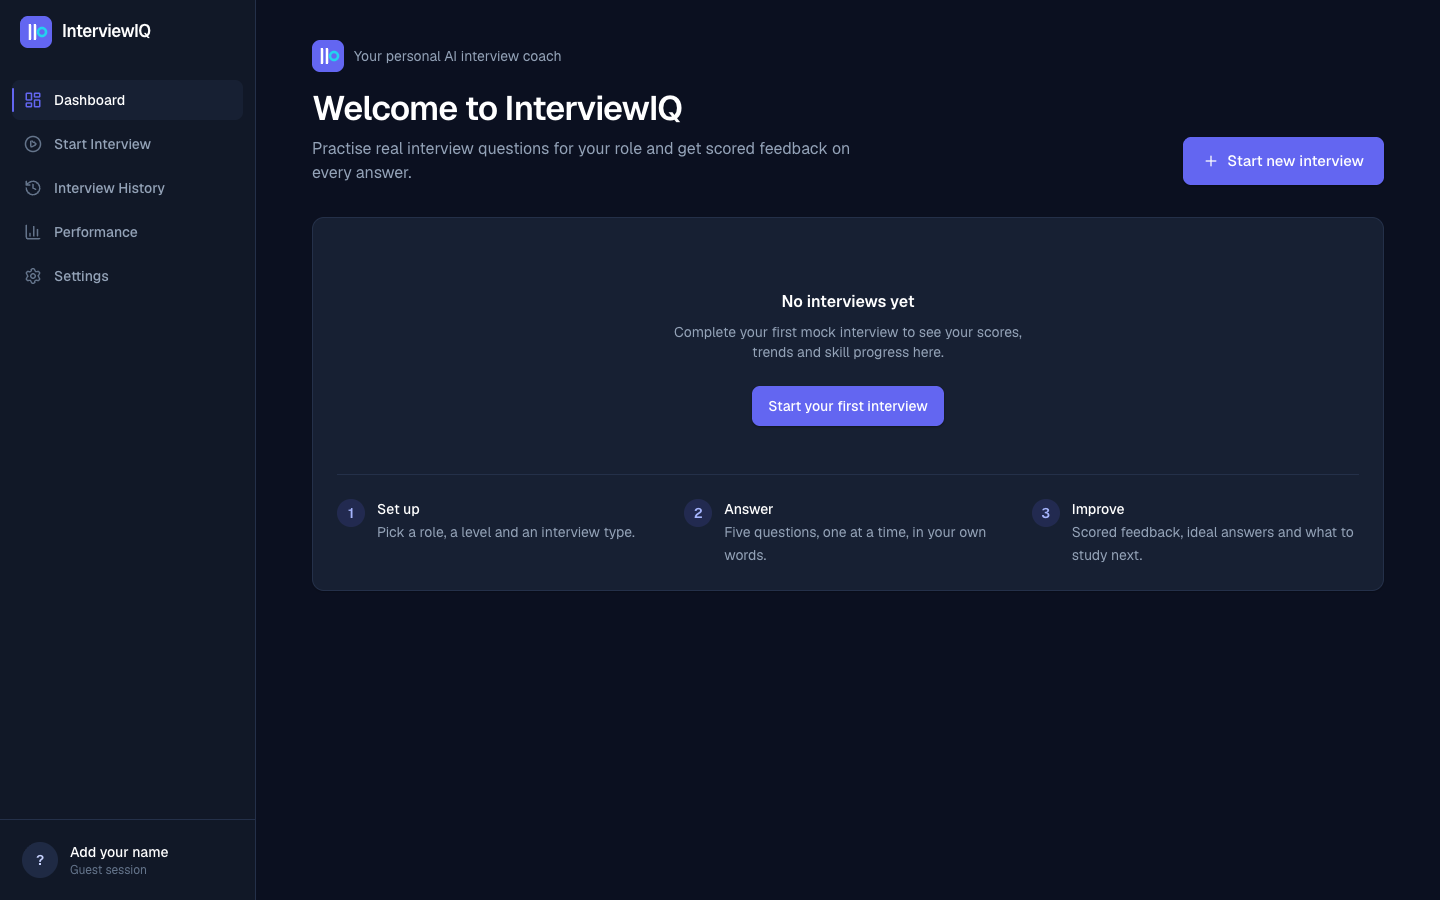 InterviewIQ
Dashboard
Start Interview
Interview History
Performance
Settings
?
Add your name
Guest session
Your personal AI interview coach
Welcome to InterviewIQ
Practise real interview questions for your role and get scored feedback on
every answer.
Start new interview
No interviews yet
Complete your first mock interview to see your scores,
trends and skill progress here.
Start your first interview
1
Set up
Pick a role, a level and an interview type.
2
Answer
Five questions, one at a time, in your own
words.
3
Improve
Scored feedback, ideal answers and what to
study next.